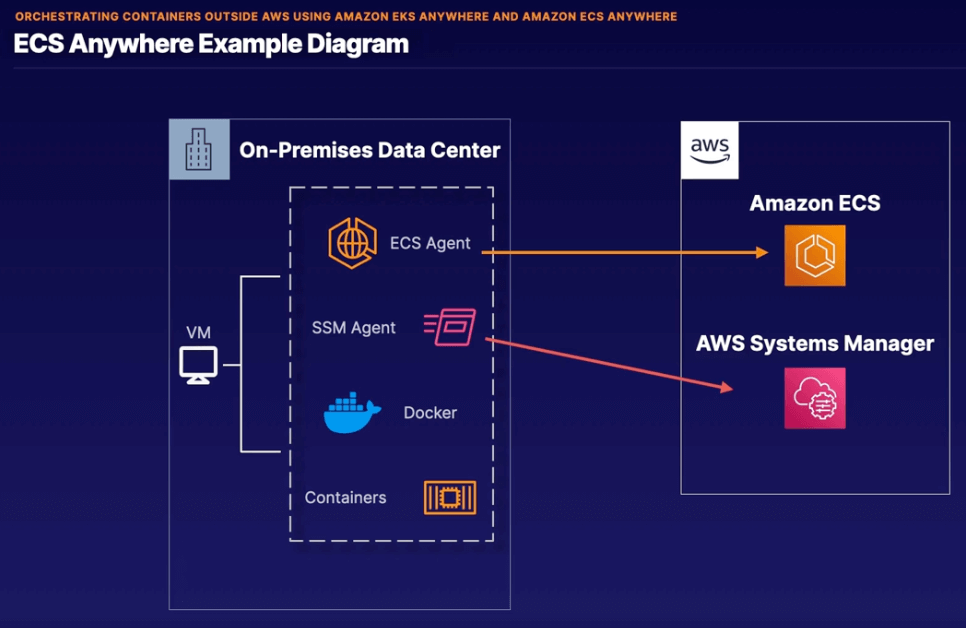 ORCHESTRATING CONTAINERS OUTSIDE AWS USING AMAZON EKS ANYWHERE AND AMAZON ECS ANYWHERE
ECS Anywhere Example Diagram
On-Premises Data Center
ECS Agent
SSM Agent
VM
Docker
Containers
aws
Amazon ECS
AWS Systems Manager